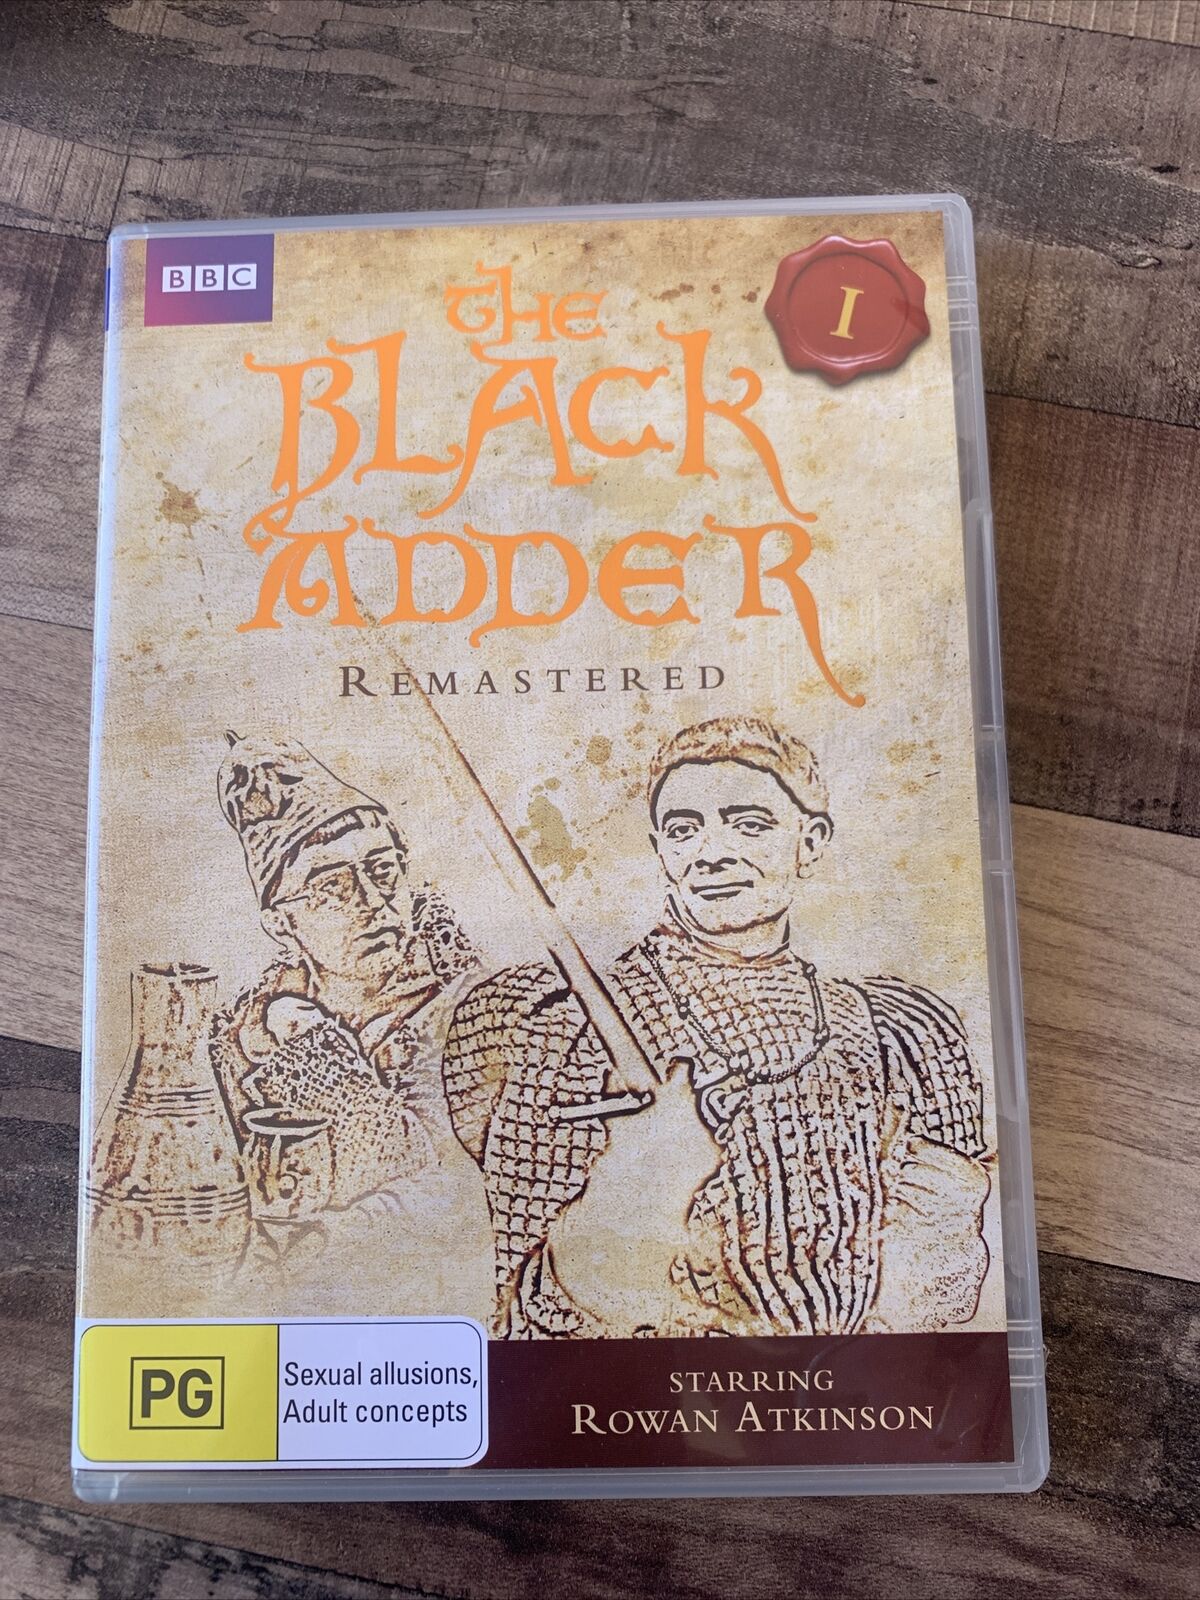 BBC
I
THE
BLACK
ADDER
REMASTERED
PG
Sexual allusions,
Adult concepts
STARRING
ROWAN ATKINSON